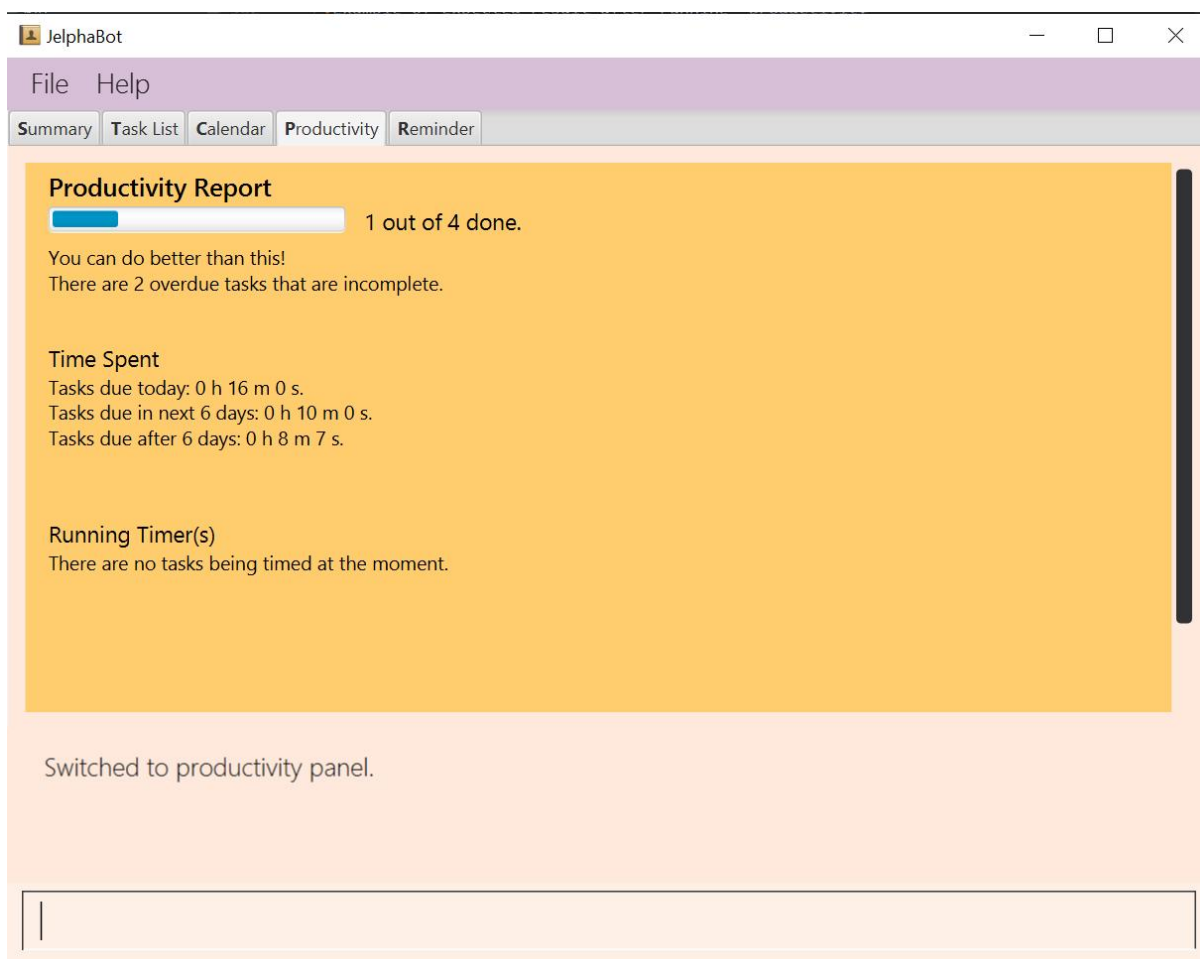 JelphaBot
File Help
Summary Task List Calendar Productivity Reminder
Productivity Report
1 out of 4 done.
You can do better than this!
There are 2 overdue tasks that are incomplete.
Time Spent
Tasks due today: 0 h 16 m 0 s.
Tasks due in next 6 days: 0 h 10 m 0 s.
Tasks due after 6 days: 0 h 8 m 7 s.
Running Timer(s)
There are no tasks being timed at the moment.
Switched to productivity panel.